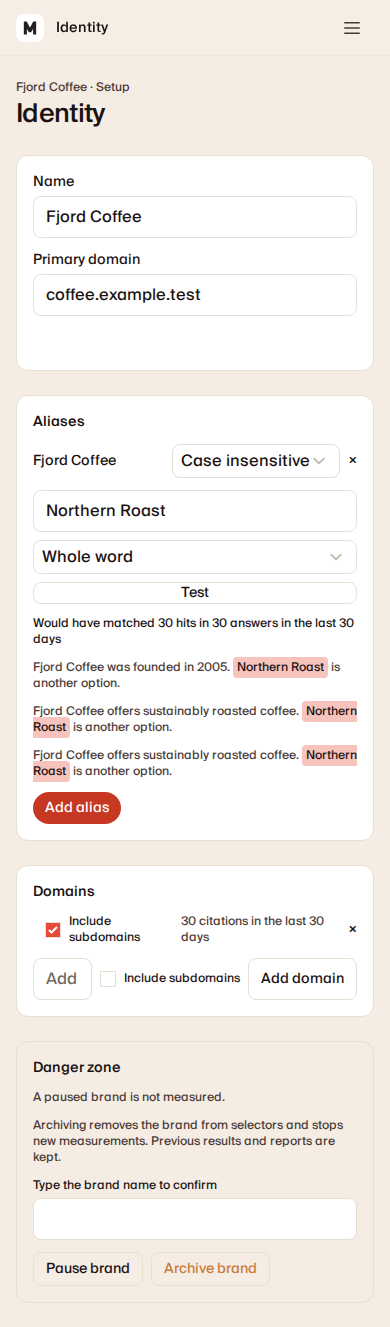 M Identity
Fjord Coffee · Setup
Identity
Name
Fjord Coffee
Primary domain
coffee.example.test
Aliases
Fjord Coffee Case insensitive ×
Northern Roast
Whole word
Test
Would have matched 30 hits in 30 answers in the last 30
days
Fjord Coffee was founded in 2005. Northern Roast is
another option.
Fjord Coffee offers sustainably roasted coffee. Northern
Roast is another option.
Fjord Coffee offers sustainably roasted coffee. Northern
Roast is another option.
Add alias
Domains
Include subdomains 30 citations in the last 30 days ×
Add Include subdomains Add domain
Danger zone
A paused brand is not measured.
Archiving removes the brand from selectors and stops
new measurements. Previous results and reports are
kept.
Type the brand name to confirm
Pause brand Archive brand